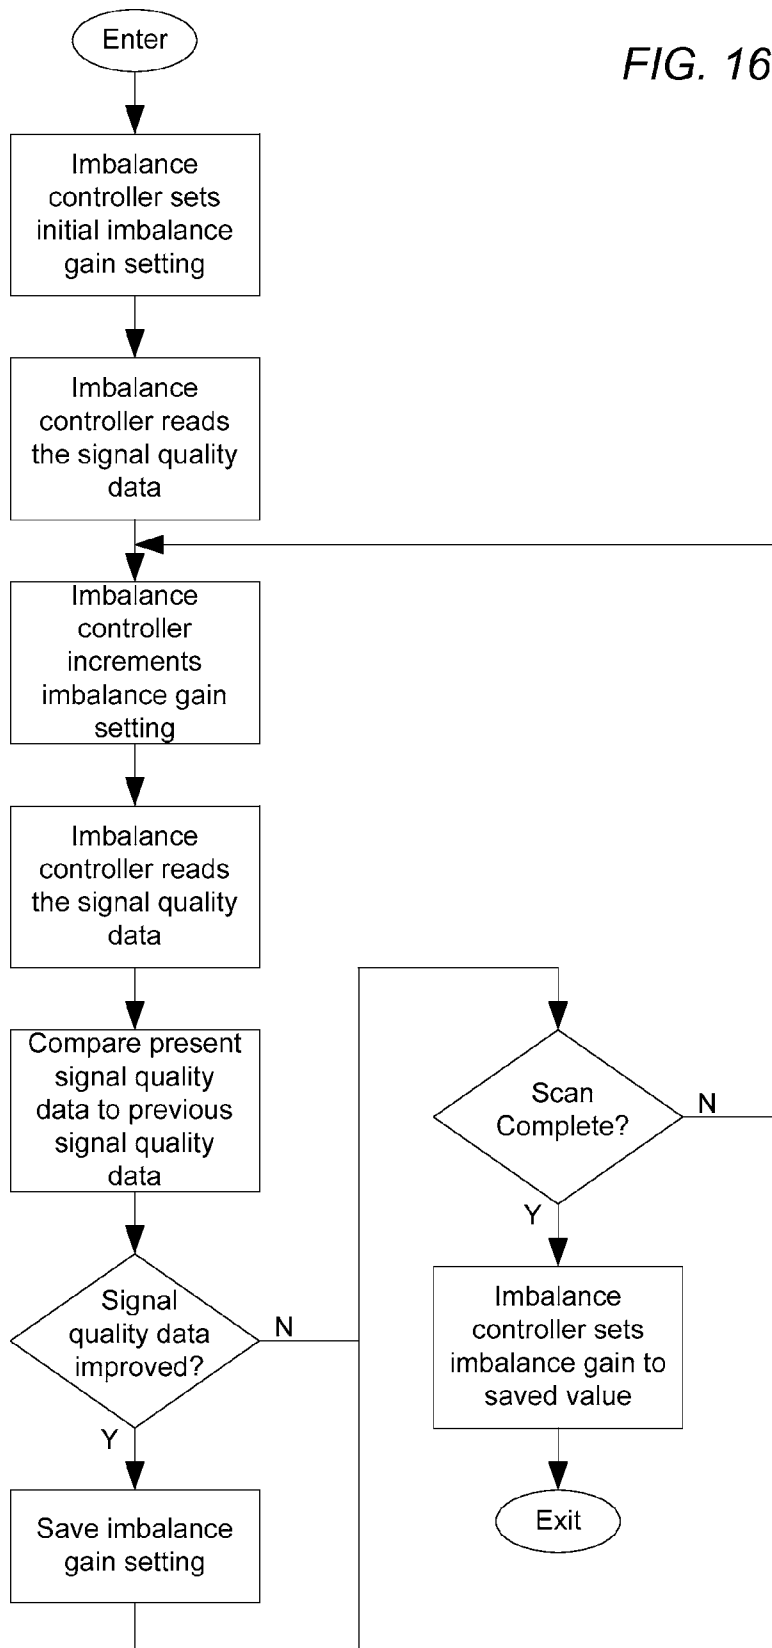 Enter
FIG. 16
Imbalance
controller sets
initial imbalance
gain setting
Imbalance
controller reads
the signal quality
data
Imbalance
controller
increments
imbalance gain
setting
Imbalance
controller reads
the signal quality
data
Compare present
signal quality
data to previous
signal quality
data
Signal
quality data
improved?
N
Y
Save imbalance
gain setting
Scan
Complete?
N
Y
Imbalance
controller sets
imbalance gain to
saved value
Exit